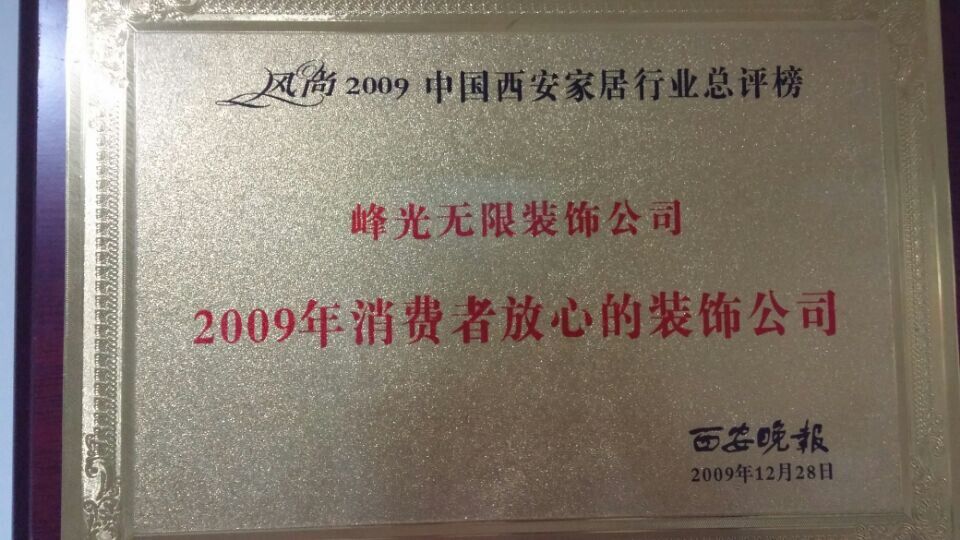 风尚2009 中国西安家居行业总评榜
峰光无限装饰公司
2009年消费者放心的装饰公司
西安晚报
2009年12月28日